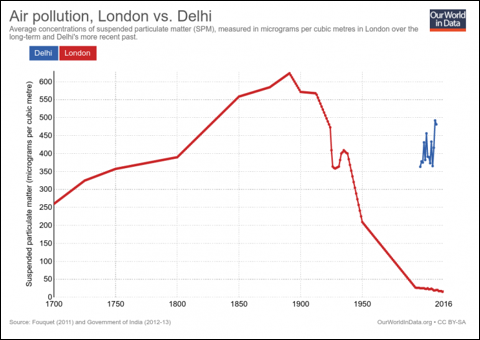 Air pollution, London vs. Delhi
Average concentrations of suspended particulate matter (SPM), measured in micrograms per cubic metres in London over the
long-term and Delhi's more recent past.
Our World
in Data
Delhi
London
Suspended particulate matter (micrograms per cubic metre)
600
550
500
450
400
350
300
250
200
150
100
50
0
1700
1750
1800
1850
1900
1950
2016
Source: Fouquet (2011) and Government of India (2012-13)
OurWorldInData.org • CC BY-SA